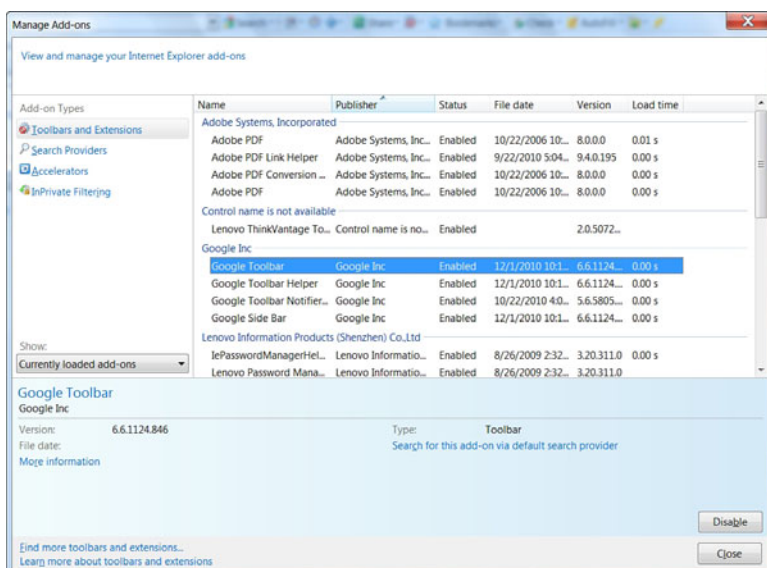 Manage Add-ons
View and manage your Internet Explorer add-ons
Add-on Types
Toolbars and Extensions
Search Providers
Accelerators
InPrivate Filtering
Show:
Currently loaded add-ons
Name Publisher Status File date Version Load time
Adobe Systems, Incorporated
Adobe PDF Adobe Systems, Inc... Enabled 10/22/2006 10:... 8.0.0.0 0.01 s
Adobe PDF Link Helper Adobe Systems, Inc... Enabled 9/22/2010 5:04... 9.4.0.195 0.00 s
Adobe PDF Conversion ... Adobe Systems, Inc... Enabled 10/22/2006 10:... 8.0.0.0 0.00 s
Adobe PDF Adobe Systems, Inc... Enabled 10/22/2006 10:... 8.0.0.0 0.00 s
Control name is not available
Lenovo ThinkVantage To... Control name is no... Enabled 2.0.5072...
Google Inc
Google Toolbar Google Inc Enabled 12/1/2010 10:1... 6.6.1124.... 0.00 s
Google Toolbar Helper Google Inc Enabled 12/1/2010 10:1... 6.6.1124.... 0.00 s
Google Toolbar Notifier... Google Inc Enabled 10/22/2010 4:0... 5.6.5805.... 0.00 s
Google Side Bar Google Inc Enabled 12/1/2010 10:1... 6.6.1124.... 0.00 s
Lenovo Information Products (Shenzhen) Co.,Ltd
IePasswordManagerHel... Lenovo Informatio... Enabled 8/26/2009 2:32... 3.20.311.0 0.00 s
Lenovo Password Mana... Lenovo Informatio... Enabled 8/26/2009 2:32... 3.20.311.0
Google Toolbar
Google Inc
Version: 6.6.1124.846
Type: Toolbar
File date:
Search for this add-on via default search provider
More information
Disable
Find more toolbars and extensions...
Learn more about toolbars and extensions
Close